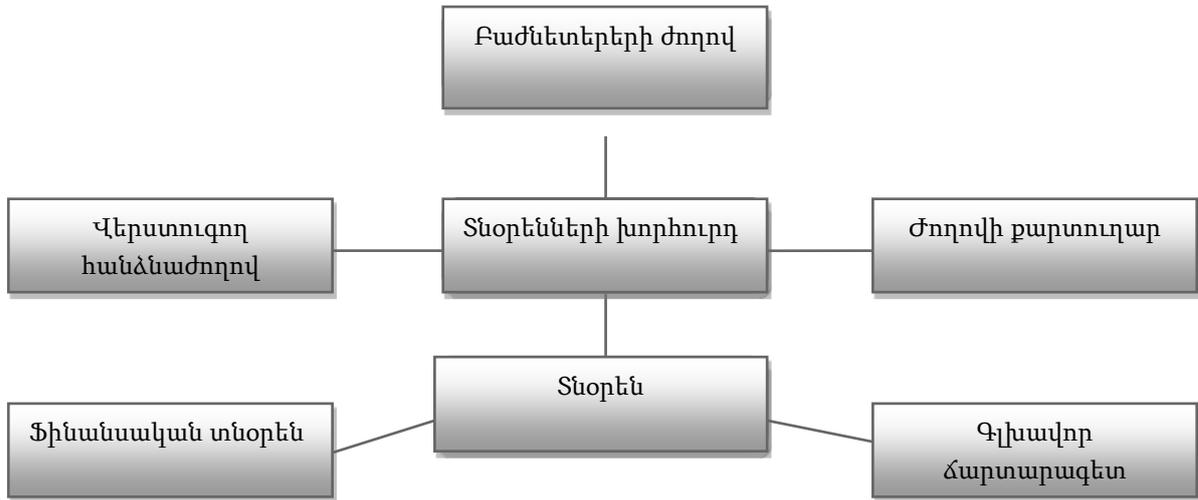 Բաժնետերերի ժողով
Վերստուգող
հանձնաժողով
Տնօրենների խորհուրդ
Ժողովի քարտուղար
Տնօրեն
Ֆինանսական տնօրեն
Գլխավոր
ճարտարագետ